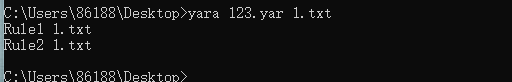 C:\Users\86188\Desktop>yara 123.yar 1.txt
Rule1 1.txt
Rule2 1.txt
C:\Users\86188\Desktop>